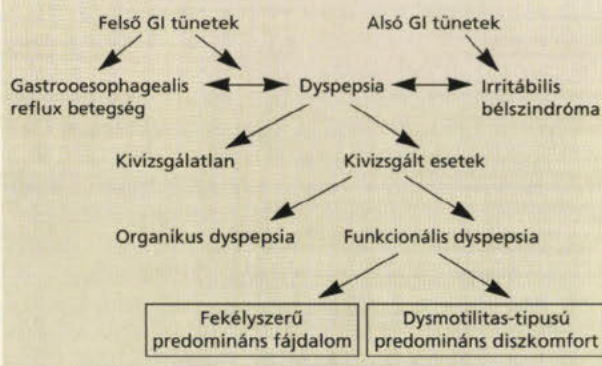 Felső GI tünetek
Alsó GI tünetek
Gastrooesophagealis
reflux betegség
Dyspepsia
Irritábilis
bélszindróma
Kivizsgálatlan
Kivizsgált esetek
Organikus dyspepsia
Funkcionális dyspepsia
Fekélyszerű
predomináns fájdalom
Dysmotilitas-tipusú
predomináns diszkomfort